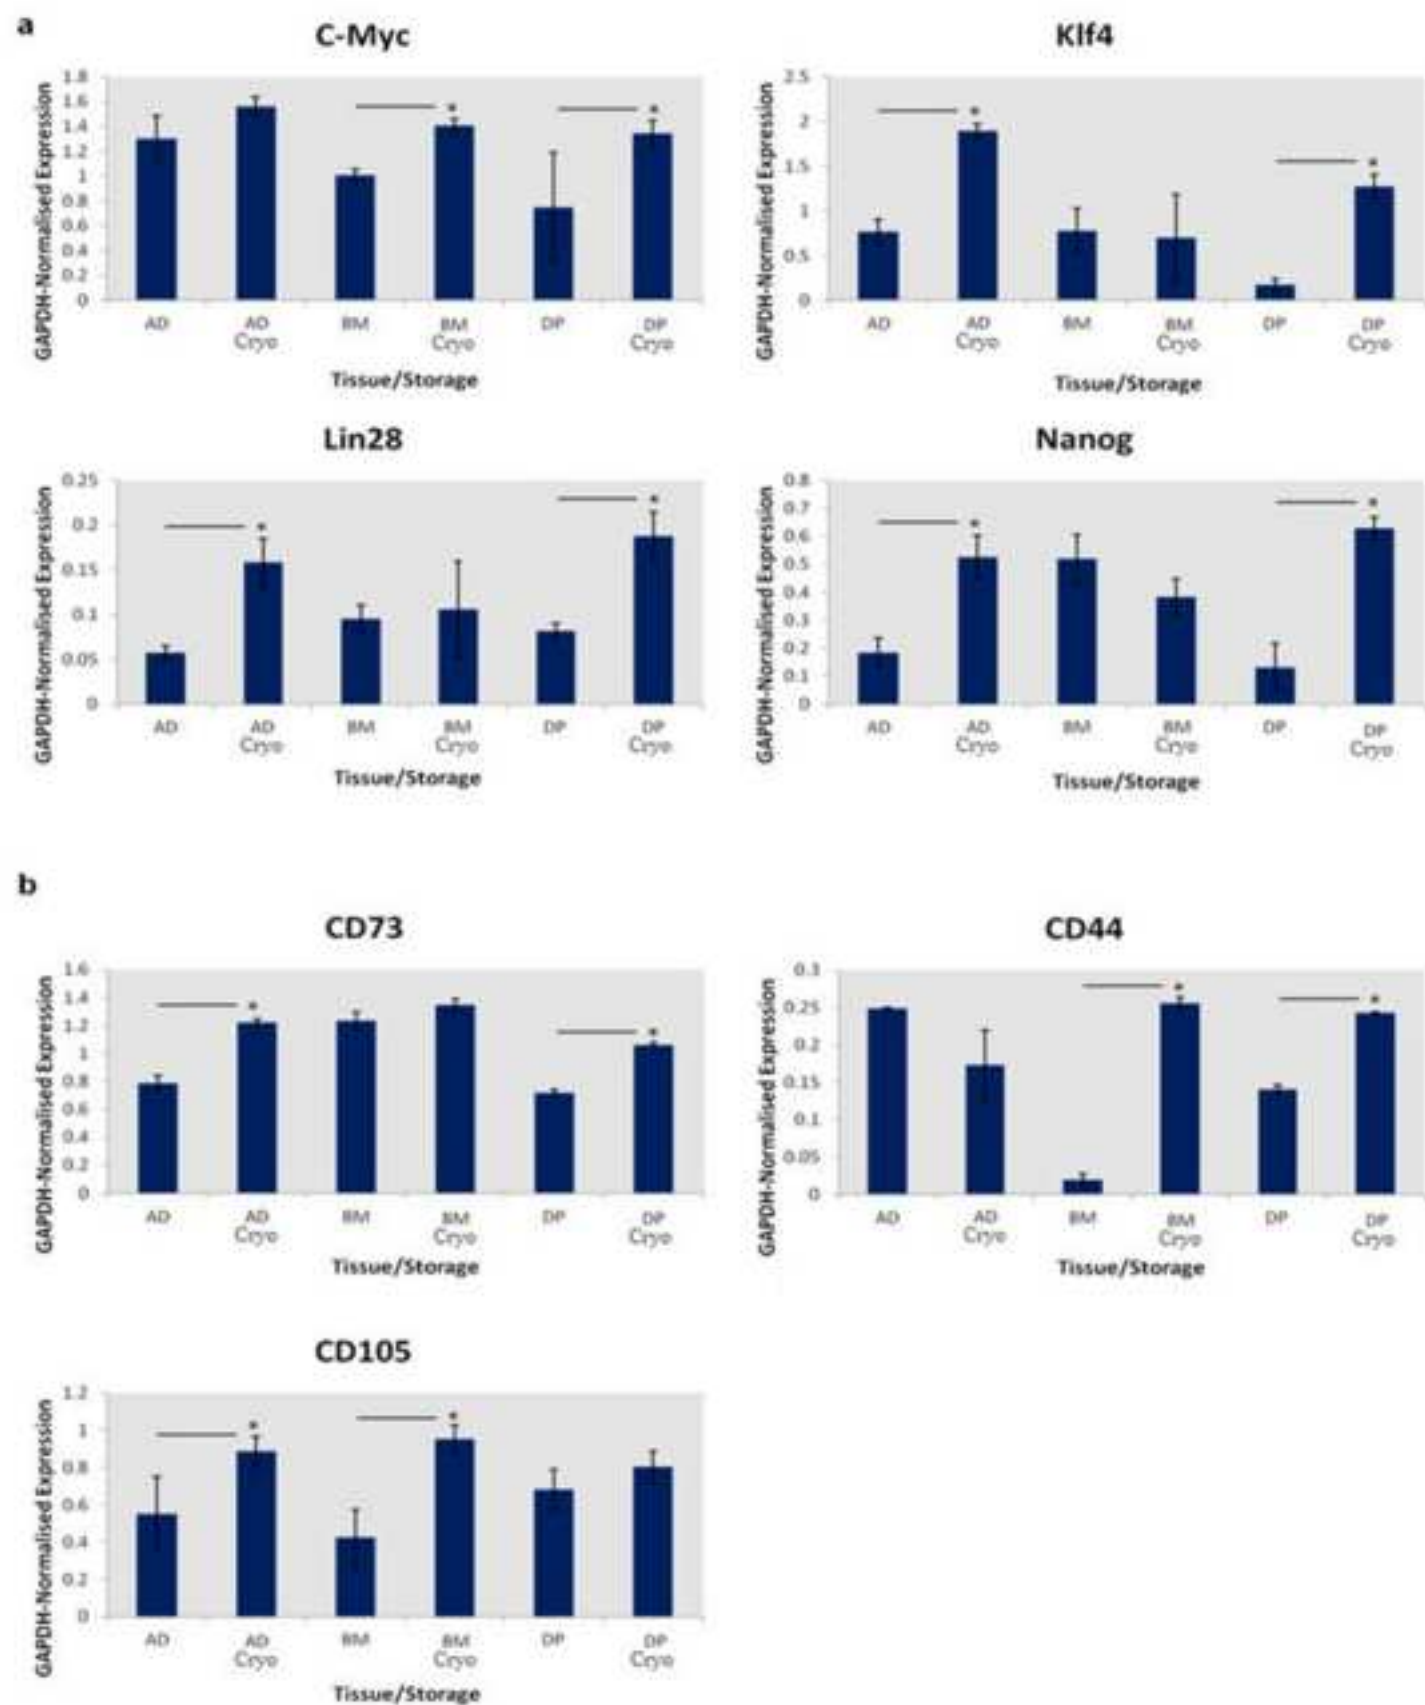 a
C-Myc
GAPDH-Normalised Expression
1.8
1.6
1.4
1.2
1
0.8
0.6
0.4
0.2
0
AD AD Cryo BM BM Cryo DP DP Cryo
Tissue/Storage
*
*
Klf4
GAPDH-Normalised Expression
2.5
2
1.5
1
0.5
0
AD AD Cryo BM BM Cryo DP DP Cryo
Tissue/Storage
*
*
Lin28
GAPDH-Normalised Expression
0.25
0.2
0.15
0.1
0.05
0
AD AD Cryo BM BM Cryo DP DP Cryo
Tissue/Storage
*
*
Nanog
GAPDH-Normalised Expression
0.8
0.7
0.6
0.5
0.4
0.3
0.2
0.1
0
AD AD Cryo BM BM Cryo DP DP Cryo
Tissue/Storage
*
*
b
CD73
GAPDH-Normalised Expression
1.6
1.4
1.2
1
0.8
0.6
0.4
0.2
0
AD AD Cryo BM BM Cryo DP DP Cryo
Tissue/Storage
*
*
CD44
GAPDH-Normalised Expression
0.3
0.25
0.2
0.15
0.1
0.05
0
AD AD Cryo BM BM Cryo DP DP Cryo
Tissue/Storage
*
*
CD105
GAPDH-Normalised Expression
1.2
1
0.8
0.6
0.4
0.2
0
AD AD Cryo BM BM Cryo DP DP Cryo
Tissue/Storage
*
*